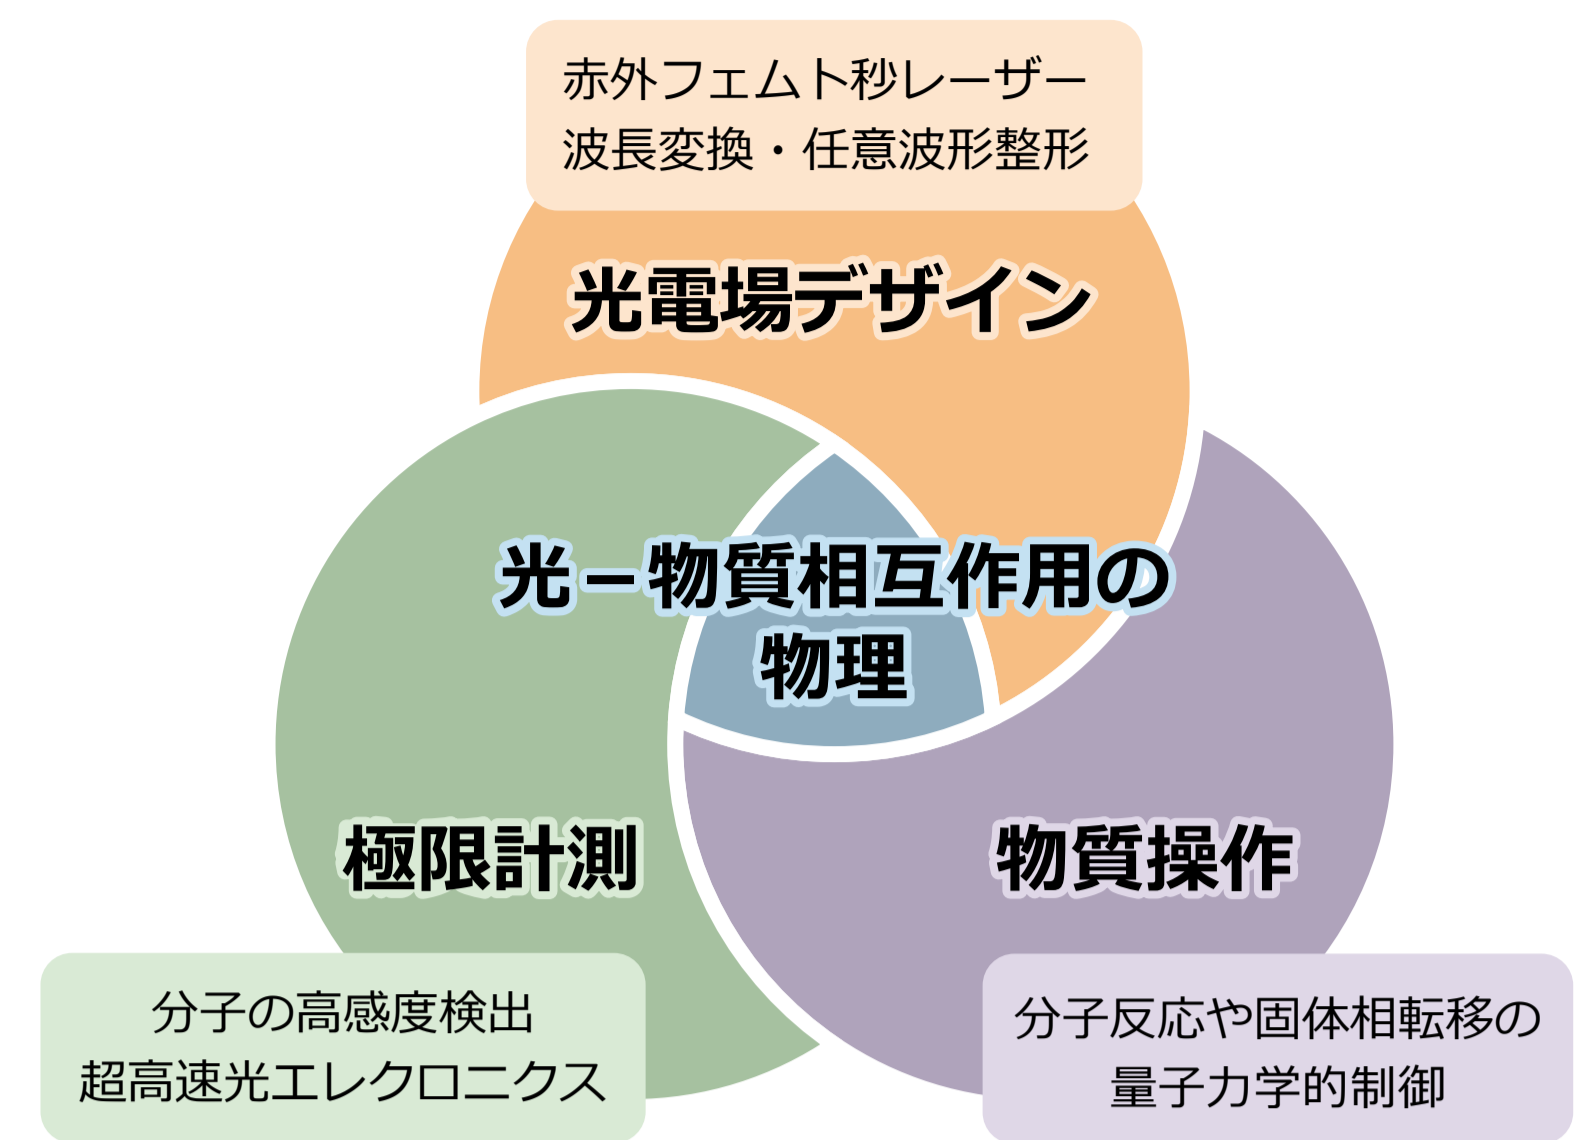 赤外フェムト秒レーザー
波長変換・任意波形整形
光電場デザイン
光－物質相互作用の
物理
極限計測
物質操作
分子の高感度検出
超高速光エレクロニクス
分子反応や固体相転移の
量子力学的制御